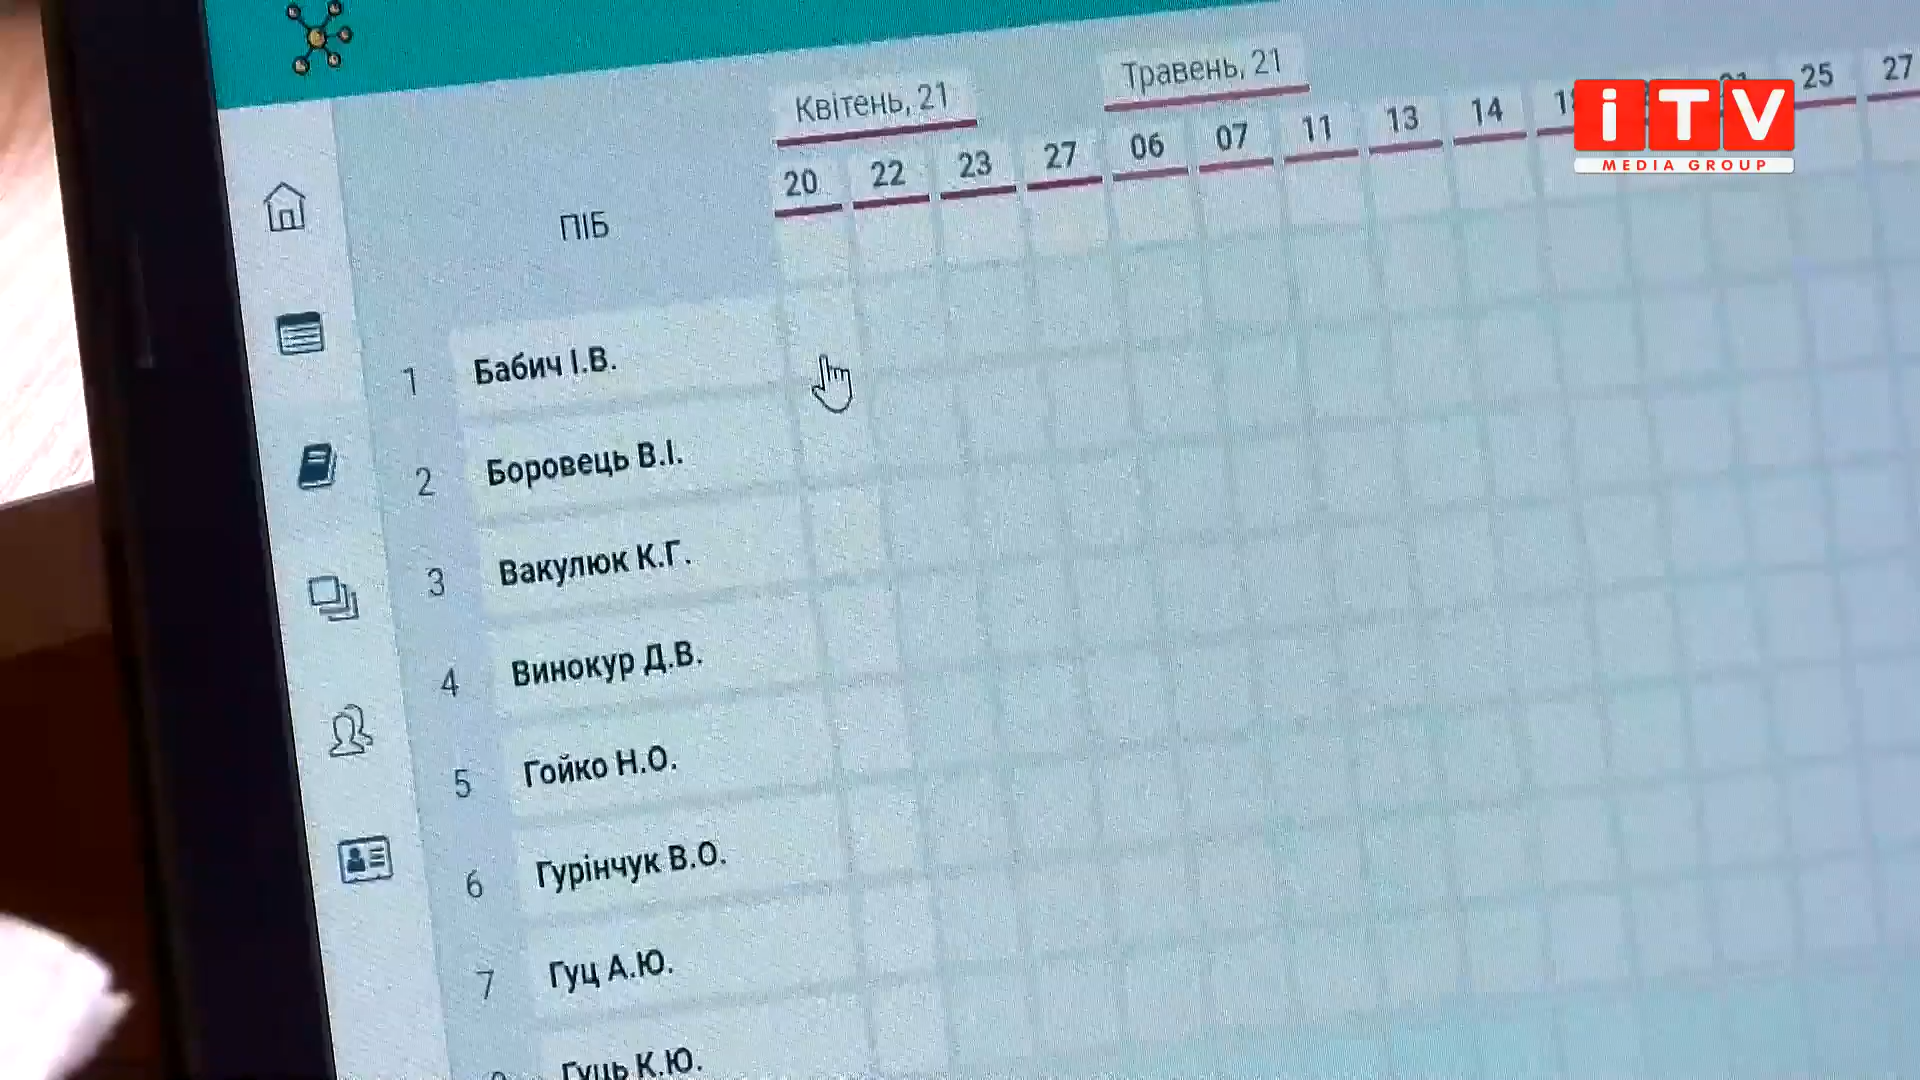 Квітень, 21
Травень, 21
20 22 23 27 06 07 11 13 14 25 27
ПІБ
1 Бабич І.В.
2 Боровець В.І.
3 Вакулюк К.Г.
4 Винокур Д.В.
5 Гойко Н.О.
6 Гурінчук В.О.
7 Гуц А.Ю.
Гуць К.Ю.
iTV
MEDIA GROUP